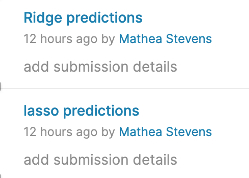 Ridge predictions
12 hours ago by Mathea Stevens
add submission details
lasso predictions
12 hours ago by Mathea Stevens
add submission details